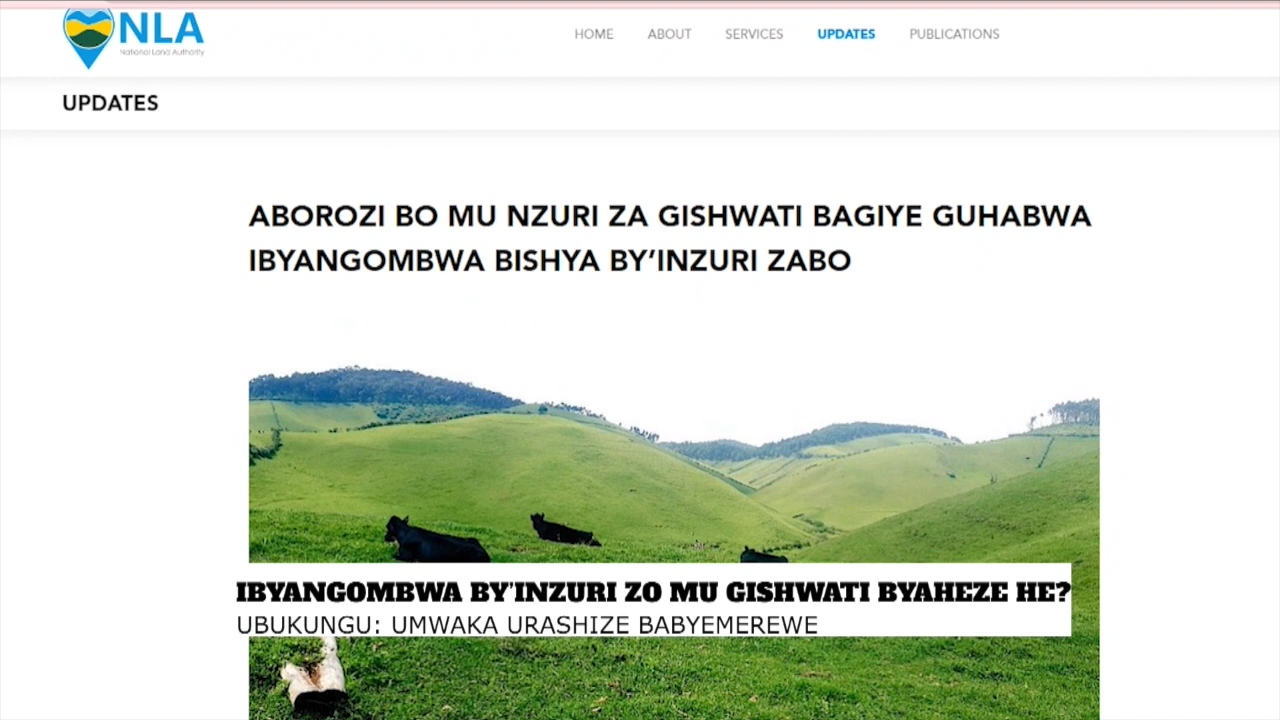 NLA
National Land Authority
HOME ABOUT SERVICES UPDATES PUBLICATIONS
UPDATES
ABOROZI BO MU NZURI ZA GISHWATI BAGIYE GUHABWA
IBYANGOMBWA BISHYA BY’INZURI ZABO
IBYANGOMBWA BY'INZURI ZO MU GISHWATI BYAHEZE HE?
UBUKUNGU: UMWAKA URASHIZE BABYEMEREWE